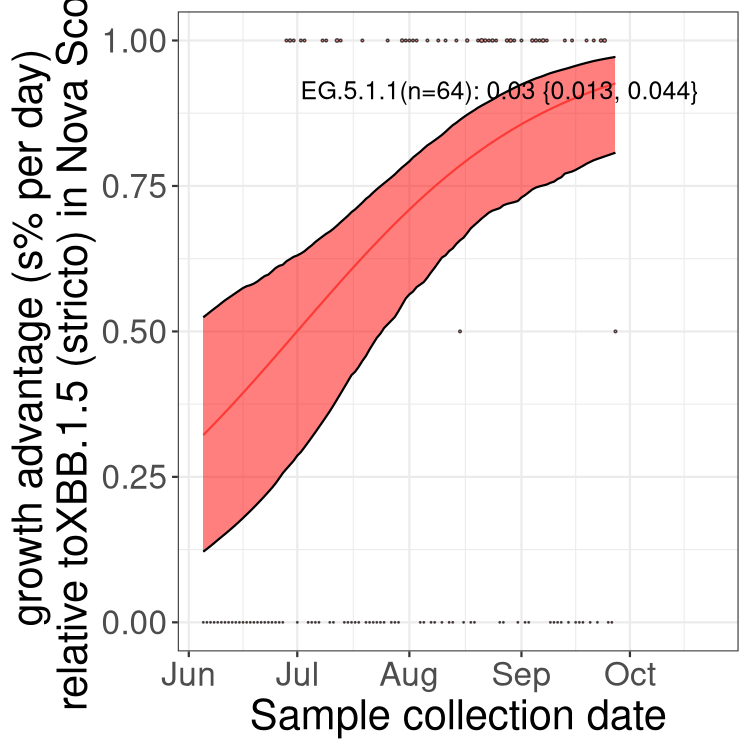 growth advantage (s% per day)
relative toXBB.1.5 (stricto) in Nova Sco
1.00
0.75
0.50
0.25
0.00
EG.5.1.1(n=64): 0.03 {0.013, 0.044}
Jun Jul Aug Sep Oct
Sample collection date